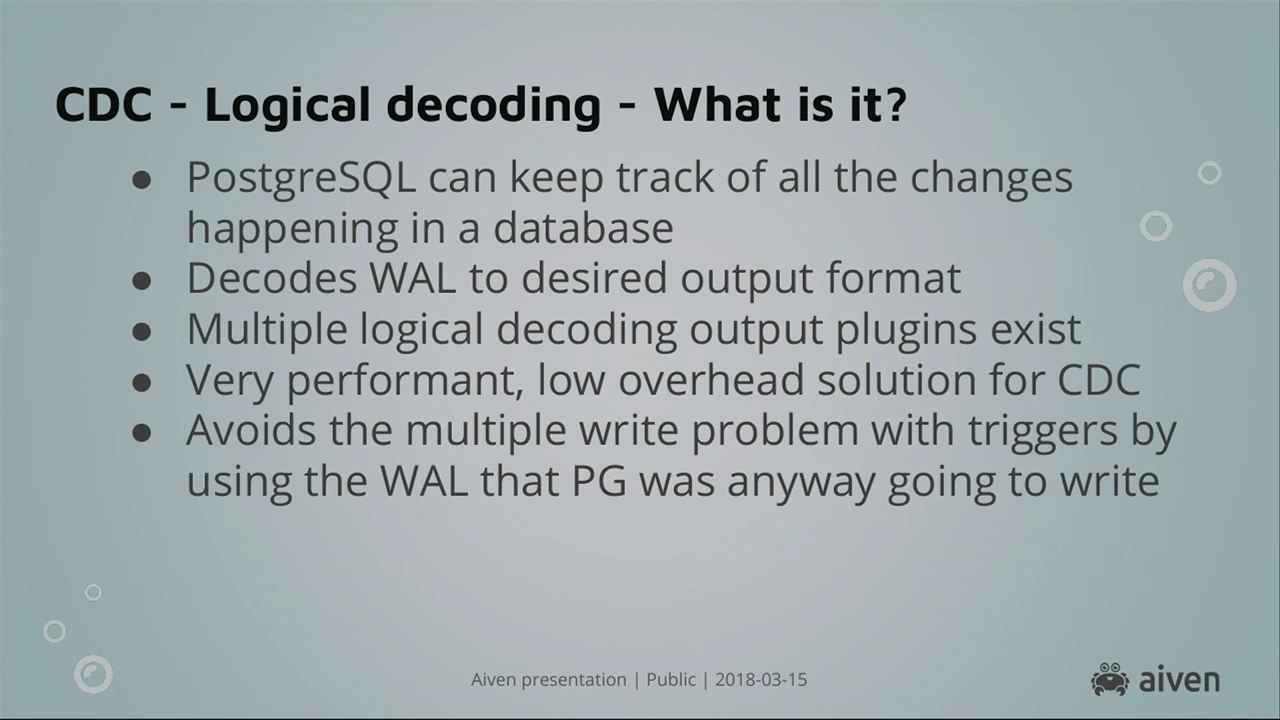 CDC - Logical decoding - What is it?
● PostgreSQL can keep track of all the changes
happening in a database
● Decodes WAL to desired output format
● Multiple logical decoding output plugins exist
● Very performant, low overhead solution for CDC
● Avoids the multiple write problem with triggers by
using the WAL that PG was anyway going to write
Aiven presentation | Public | 2018-03-15
aiven